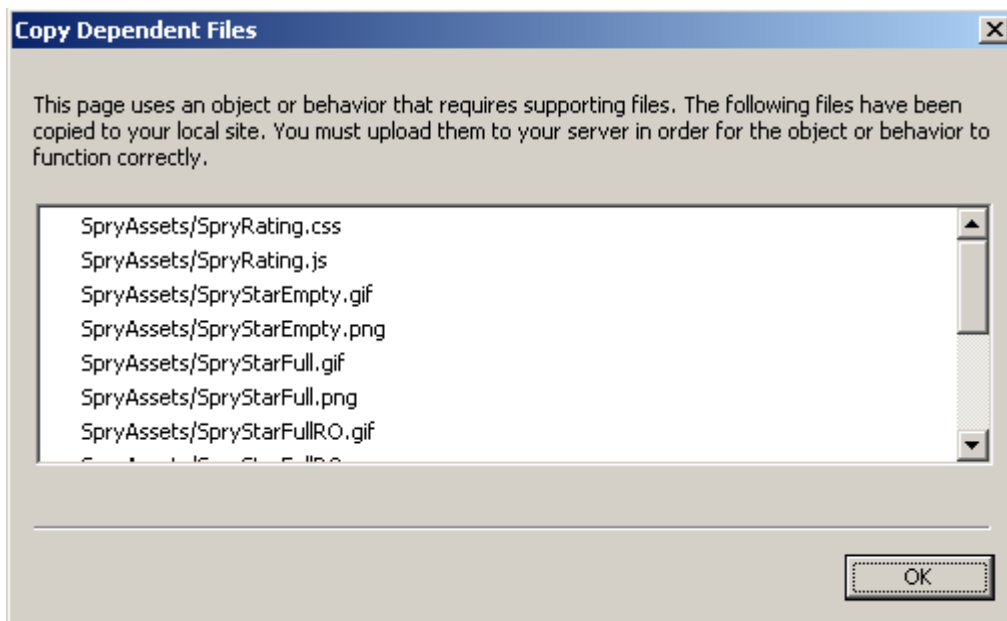 Copy Dependent Files
This page uses an object or behavior that requires supporting files. The following files have been
copied to your local site. You must upload them to your server in order for the object or behavior to
function correctly.
SpryAssets/SpryRating.css
SpryAssets/SpryRating.js
SpryAssets/SpryStarEmpty.gif
SpryAssets/SpryStarEmpty.png
SpryAssets/SpryStarFull.gif
SpryAssets/SpryStarFull.png
SpryAssets/SpryStarFullRO.gif
OK